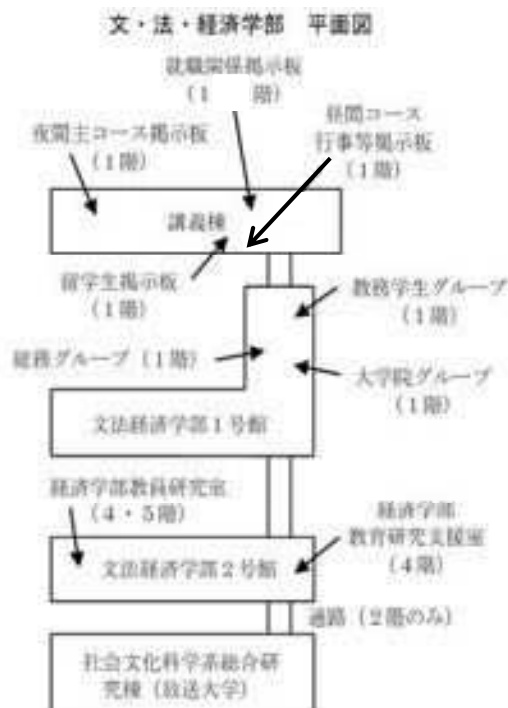 文・法・経済学部　平面図
就職関係掲示板
（1　　階）
昼間コース
行事等掲示板
（1階）
夜間主コース掲示板
（1階）
講義棟
留学生掲示板
（1階）
教務学生グループ
（1階）
総務グループ（1階）
大学院グループ
（1階）
文法経済学部1号館
経済学部教員研究室
（4・5階）
経済学部
教育研究支援室
（4階）
文法経済学部2号館
通路（2階のみ）
社会文化科学系総合研
究棟（放送大学）